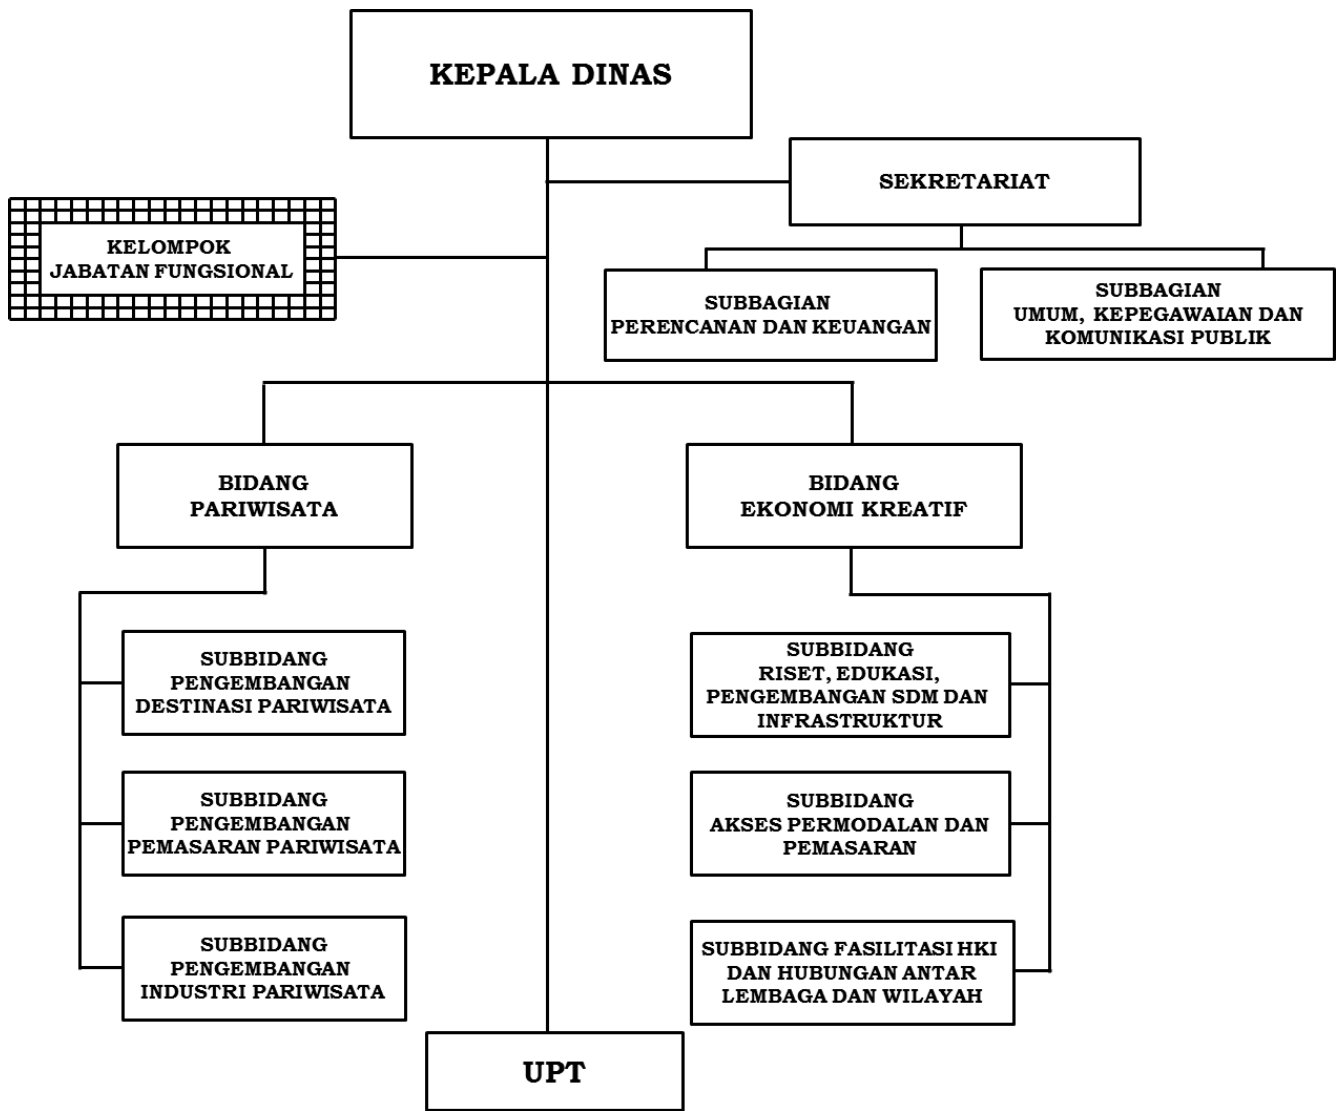 KEPALA DINAS
SEKRETARIAT
KELOMPOK
JABATAN FUNGSIONAL
SUBBAGIAN
PERENCANAN DAN KEUANGAN
SUBBAGIAN
UMUM, KEPEGAWAIAN DAN
KOMUNIKASI PUBLIK
BIDANG
PARIWISATA
BIDANG
EKONOMI KREATIF
SUBBIDANG
PENGEMBANGAN
DESTINASI PARIWISATA
SUBBIDANG
PENGEMBANGAN
PEMASARAN PARIWISATA
SUBBIDANG
PENGEMBANGAN
INDUSTRI PARIWISATA
SUBBIDANG
RISET, EDUKASI,
PENGEMBANGAN SDM DAN
INFRASTRUKTUR
SUBBIDANG
AKSES PERMODALAN DAN
PEMASARAN
SUBBIDANG FASILITASI HKI
DAN HUBUNGAN ANTAR
LEMBAGA DAN WILAYAH
UPT